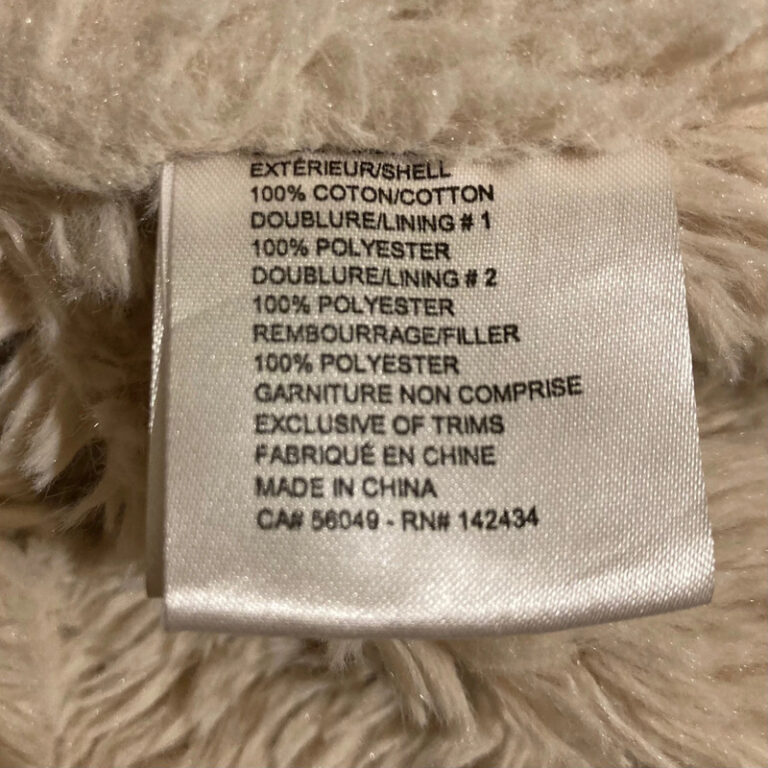 EXTÉRIEUR/SHELL
100% COTON/COTTON
DOUBLURE/LINING # 1
100% POLYESTER
DOUBLURE/LINING # 2
100% POLYESTER
REMBOURRAGE/FILLER
100% POLYESTER
GARNITURE NON COMPRISE
EXCLUSIVE OF TRIMS
FABRIQUÉ EN CHINE
MADE IN CHINA
CA# 56049 - RN# 142434